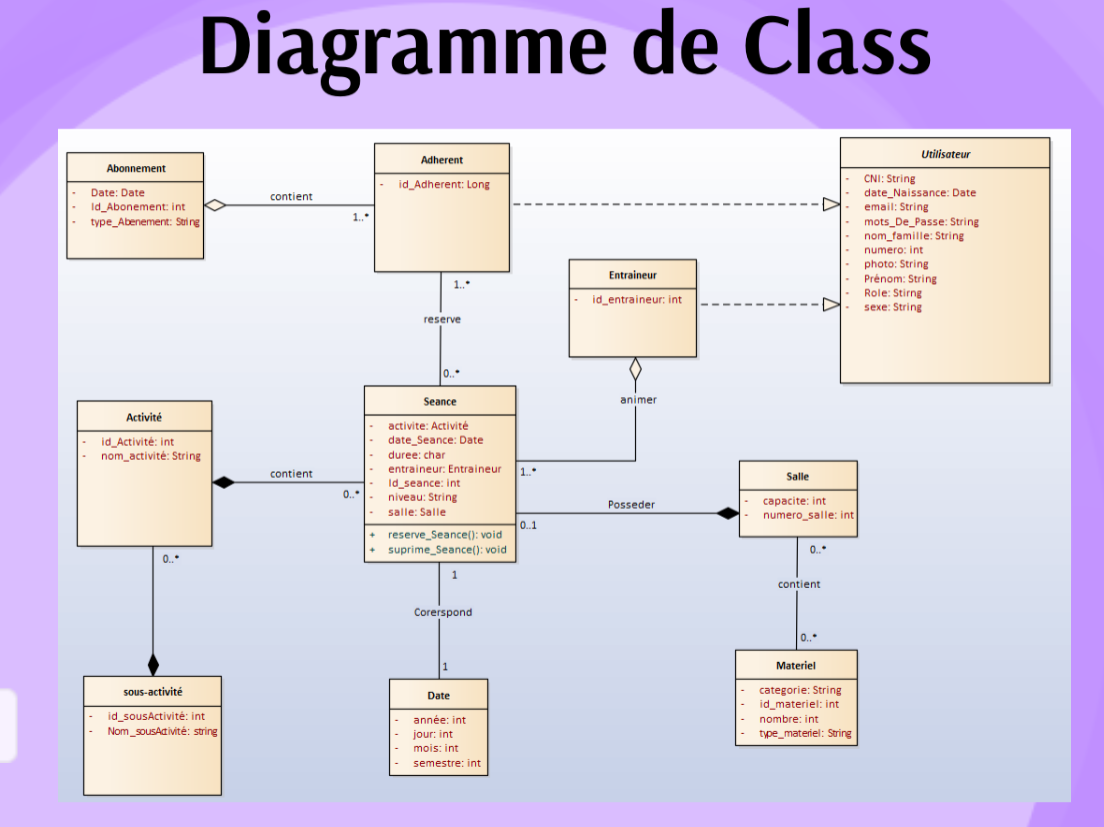 Diagramme de Class
Abonnement
- Date: Date
- Id_Abonement: int
- type_Abenement: String
contient
1..*
Adherent
- id_Adherent: Long
Utilisateur
- CNI: String
- date_Naissance: Date
- email: String
- mots_De_Passe: String
- nom_famille: String
- numero: int
- photo: String
- Prénom: String
- Role: Stirng
- sexe: String
Entraineur
- id_entraineur: int
1..*
reserve
0..*
animer
1..*
Activité
- id_Activité: int
- nom_activité: String
contient
0..*
Seance
- activite: Activité
- date_Seance: Date
- duree: char
- entraineur: Entraineur
- Id_seance: int
- niveau: String
- salle: Salle
+ reserve_Seance(): void
+ suprime_Seance(): void
Posseder
0..1
Salle
- capacite: int
- numero_salle: int
0..*
contient
0..*
0..*
1
Corerspond
1
sous-activité
- id_sousActivité: int
- Nom_sousActivité: string
Date
- année: int
- jour: int
- mois: int
- semestre: int
Materiel
- categorie: String
- id_materiel: int
- nombre: int
- type_materiel: String